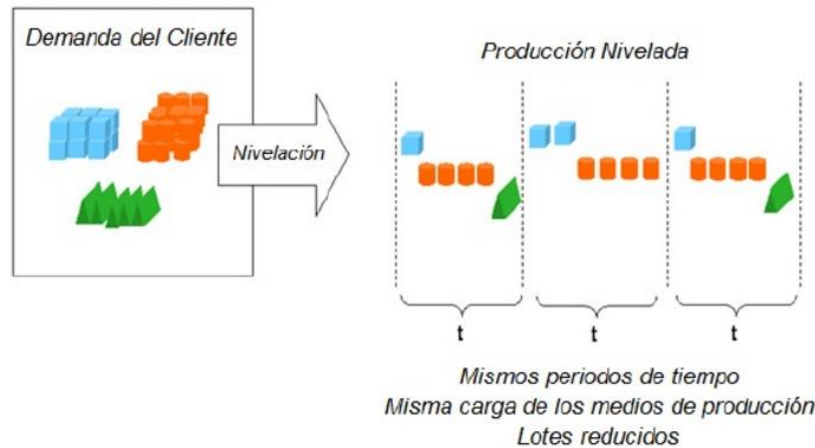 Demanda del Cliente
Producción Nivelada
Nivelación
t
t
t
Mismos periodos de tiempo
Misma carga de los medios de producción
Lotes reducidos